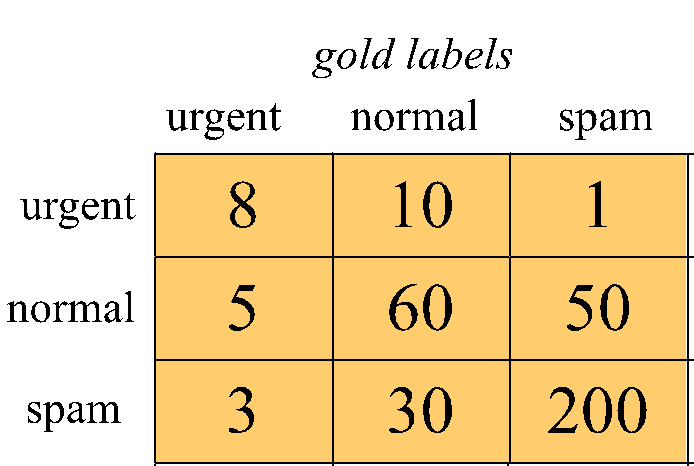 gold labels
urgent normal spam
urgent 8 10 1
normal 5 60 50
spam 3 30 200